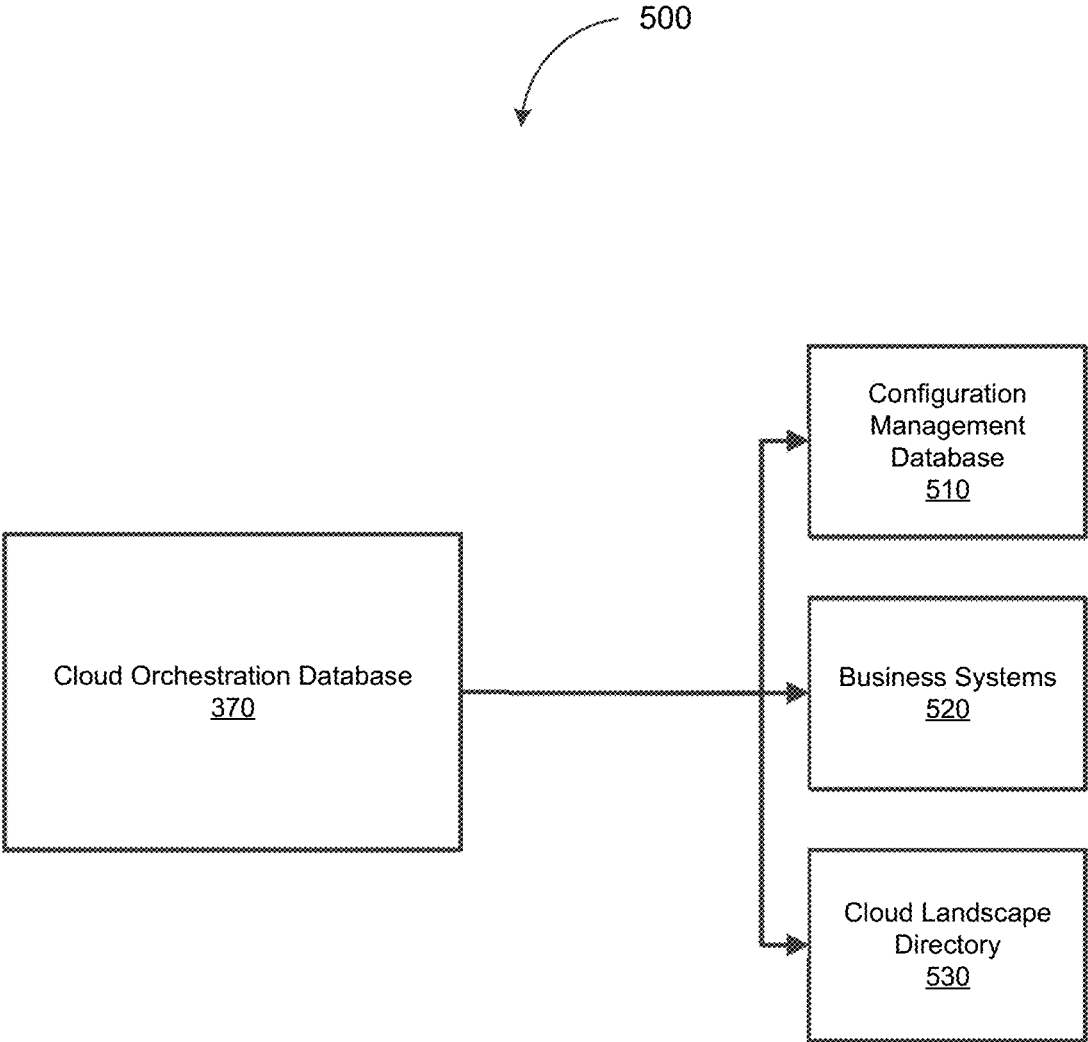 500
Configuration
Management
Database
510
Cloud Orchestration Database
370
Business Systems
520
Cloud Landscape
Directory
530